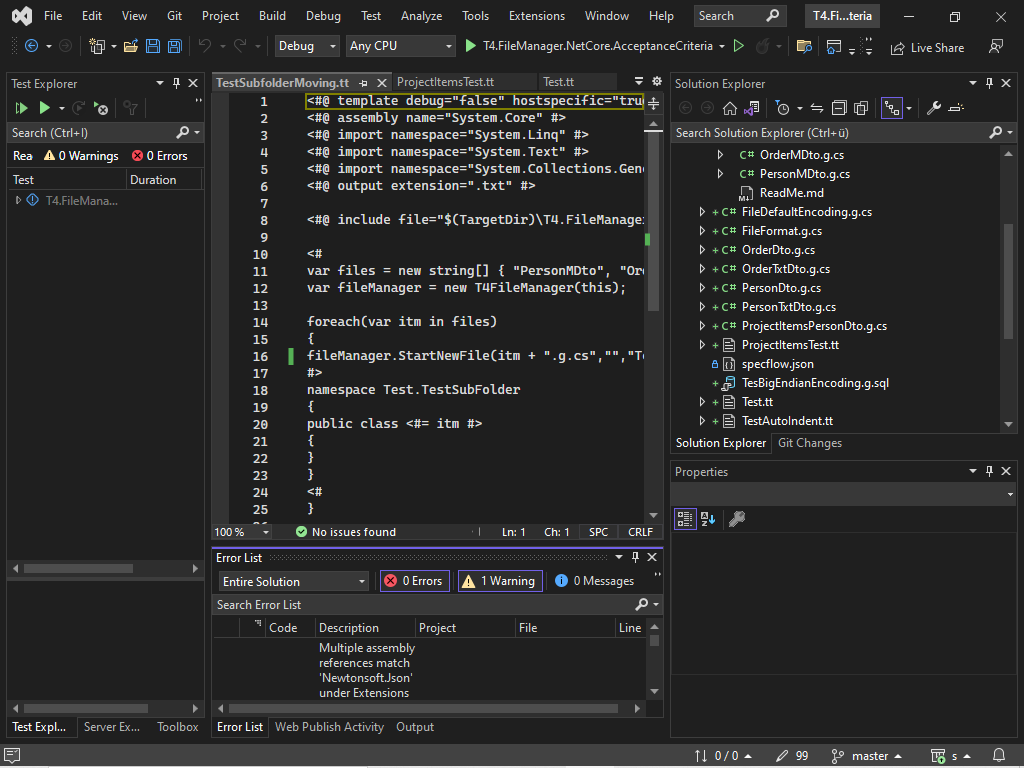 File Edit View Git Project Build Debug Test Analyze Tools Extensions Window Help Search T4.Fi...teria
Debug Any CPU T4.FileManager.NetCore.AcceptanceCriteria Live Share
Test Explorer
Search (Ctrl+I)
Rea 0 Warnings 0 Errors
Test Duration
T4.FileMana...
Test Expl... Server Ex... Toolbox
TestSubfolderMoving.tt ProjectItemsTest.tt Test.tt
1 <#@ template debug="false" hostspecific="tru
2 <#@ assembly name="System.Core" #>
3 <#@ import namespace="System.Linq" #>
4 <#@ import namespace="System.Text" #>
5 <#@ import namespace="System.Collections.Gene
6 <#@ output extension=".txt" #>
7
8 <#@ include file="$(TargetDir)\T4.FileManager
9
10 <#
11 var files = new string[] { "PersonMDto", "Ord
12 var fileManager = new T4FileManager(this);
13
14 foreach(var itm in files)
15 {
16 fileManager.StartNewFile(itm + ".g.cs","","Te
17 #>
18 namespace Test.TestSubFolder
19 {
20 public class <#= itm #>
21 {
22 }
23 }
24 <#
25 }
100 % No issues found Ln: 1 Ch: 1 SPC CRLF
Error List
Entire Solution 0 Errors 1 Warning 0 Messages
Search Error List
Code Description Project File Line
Multiple assembly
references match
'Newtonsoft.Json'
under Extensions
Error List Web Publish Activity Output
Solution Explorer
Search Solution Explorer (Ctrl+ü)
C# OrderMDto.g.cs
C# PersonMDto.g.cs
M↓ ReadMe.md
+ C# FileDefaultEncoding.g.cs
+ C# FileFormat.g.cs
+ C# OrderDto.g.cs
+ C# OrderTxtDto.g.cs
+ C# PersonDto.g.cs
+ C# PersonTxtDto.g.cs
+ C# ProjectItemsPersonDto.g.cs
+ ProjectItemsTest.tt
specflow.json
+ TesBigEndianEncoding.g.sql
+ Test.tt
+ TestAutoIndent.tt
Solution Explorer Git Changes
Properties
0 / 0 99 master s